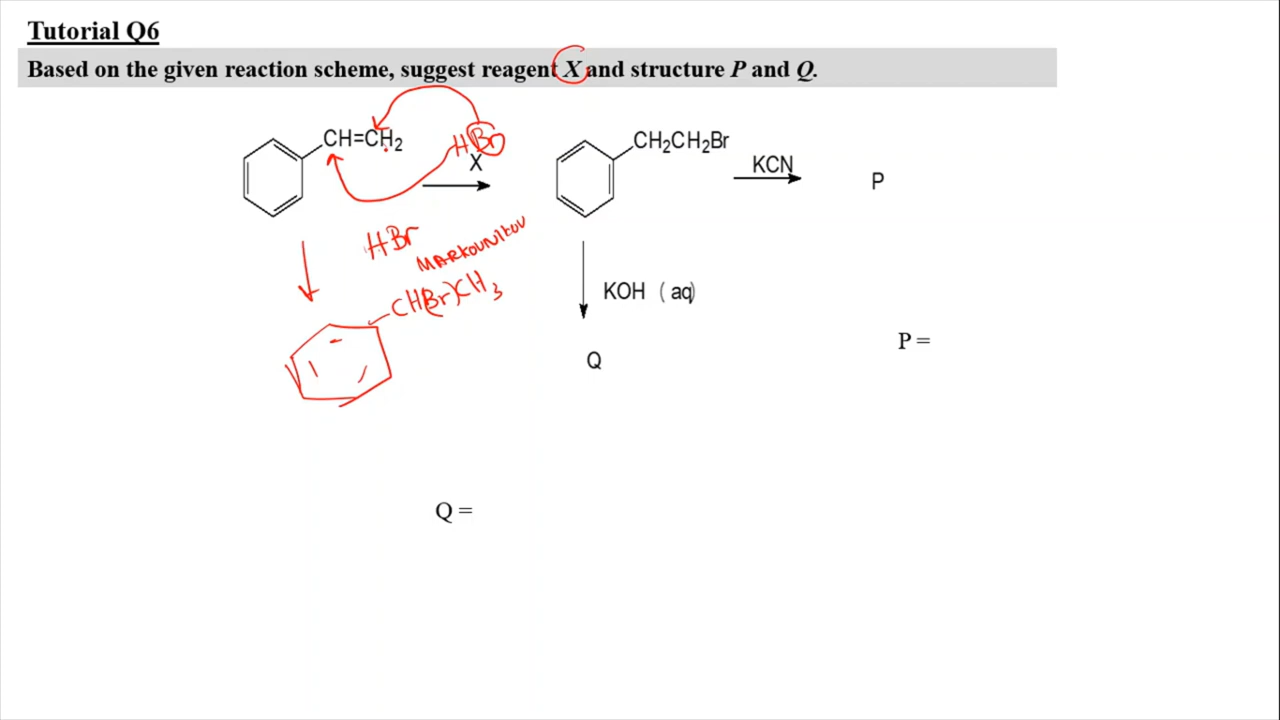 Tutorial Q6
Based on the given reaction scheme, suggest reagent X and structure P and Q.
CH=CH₂
HBr
X
CH₂CH₂Br
KCN
P
HBr
MARKOVNIKOV
CH(Br)CH₃
KOH (aq)
Q
P =
Q =